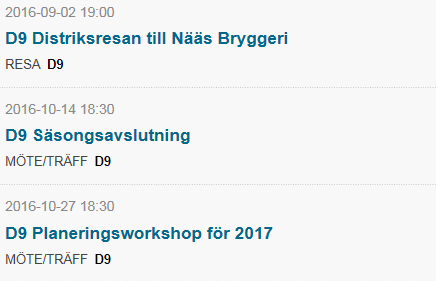 2016-09-02 19:00
D9 Distriksresan till Nääs Bryggeri
RESA D9
2016-10-14 18:30
D9 Säsongsavslutning
MÖTE/TRÄFF D9
2016-10-27 18:30
D9 Planeringsworkshop för 2017
MÖTE/TRÄFF D9